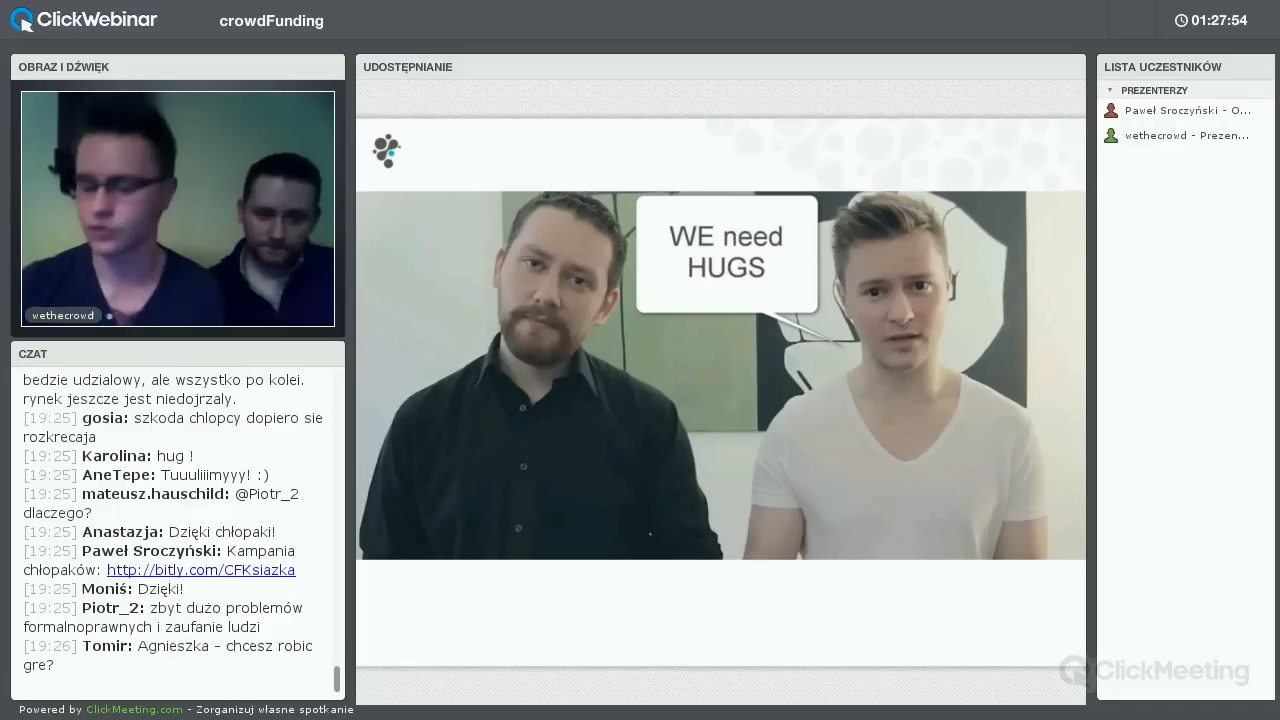 ClickWebinar
crowdFunding
01:27:54
OBRAZ I DŹWIĘK
wethecrowd
CZAT
bedzie udzialowy, ale wszystko po kolei.
rynek jeszcze jest niedojrzaly.
[19:25] gosia: szkoda chlopcy dopiero sie
rozkrecaja
[19:25] Karolina: hug !
[19:25] AneTepe: Tuuuliiimyyy! :)
[19:25] mateusz.hauschild: @Piotr_2
dlaczego?
[19:25] Anastazja: Dzięki chłopaki!
[19:25] Paweł Sroczyński: Kampania
chłopaków: http://bitly.com/CFKsiazka
[19:25] Moniś: Dzięki!
[19:25] Piotr_2: zbyt dużo problemów
formalnoprawnych i zaufanie ludzi
[19:26] Tomir: Agnieszka - chcesz robic
gre?
UDOSTĘPNIANIE
WE need
HUGS
ClickMeeting
LISTA UCZESTNIKÓW
PREZENTERZY
Paweł Sroczyński - O...
wethecrowd - Prezen...
Powered by ClickMeeting.com - Zorganizuj własne spotkanie